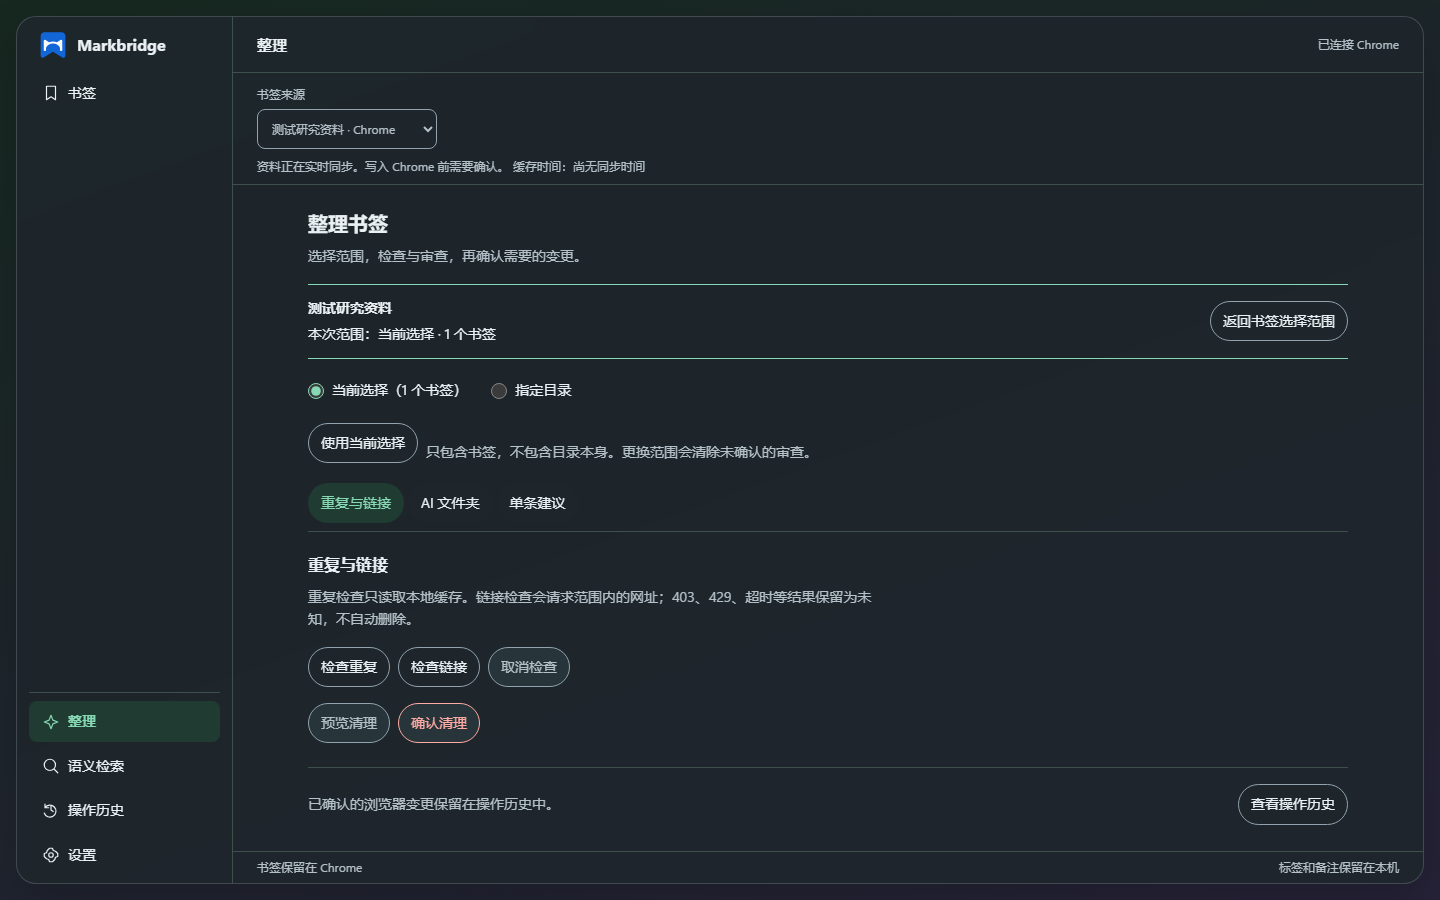 Markbridge
书签
整理
语义检索
操作历史
设置
整理
已连接 Chrome
书签来源
测试研究资料 · Chrome
资料正在实时同步。写入 Chrome 前需要确认。 缓存时间：尚无同步时间
整理书签
选择范围，检查与审查，再确认需要的变更。
测试研究资料
本次范围：当前选择 · 1 个书签
返回书签选择范围
当前选择（1 个书签）
指定目录
使用当前选择
只包含书签，不包含目录本身。更换范围会清除未确认的审查。
重复与链接
AI 文件夹
单条建议
重复与链接
重复检查只读取本地缓存。链接检查会请求范围内的网址；403、429、超时等结果保留为未
知，不自动删除。
检查重复
检查链接
取消检查
预览清理
确认清理
已确认的浏览器变更保留在操作历史中。
查看操作历史
书签保留在 Chrome
标签和备注保留在本机